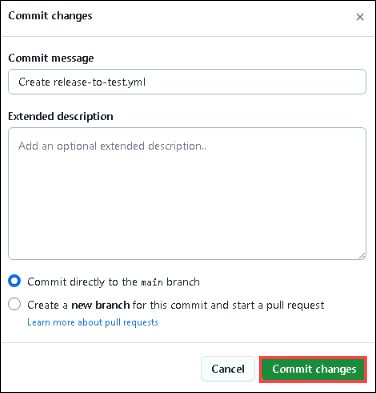 Commit changes
Commit message
Create release-to-test.yml
Extended description
Add an optional extended description..
Commit directly to the main branch
Create a new branch for this commit and start a pull request
Learn more about pull requests
Cancel Commit changes